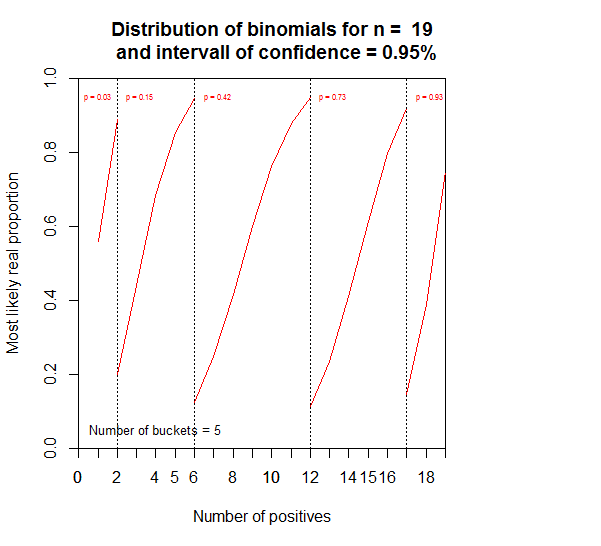 Distribution of binomials for n = 19
and intervall of confidence = 0.95%
Most likely real proportion
1.0
0.8
0.6
0.4
0.2
0.0
p = 0.03 p = 0.15 p = 0.42 p = 0.73 p = 0.93
Number of buckets = 5
0 2 4 5 6 8 10 12 14 15 16 18
Number of positives